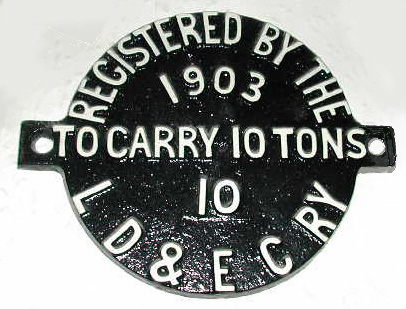 REGISTERED BY THE
1903
TO CARRY 10 TONS
10
L D & E C RY